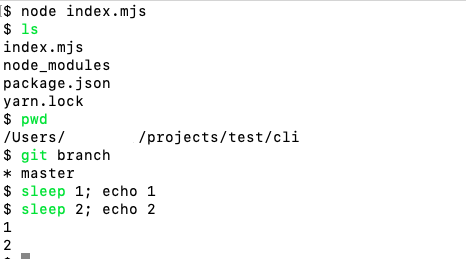 $ node index.mjs
$ ls
index.mjs
node_modules
package.json
yarn.lock
$ pwd
/Users/ /projects/test/cli
$ git branch
* master
$ sleep 1; echo 1
$ sleep 2; echo 2
1
2